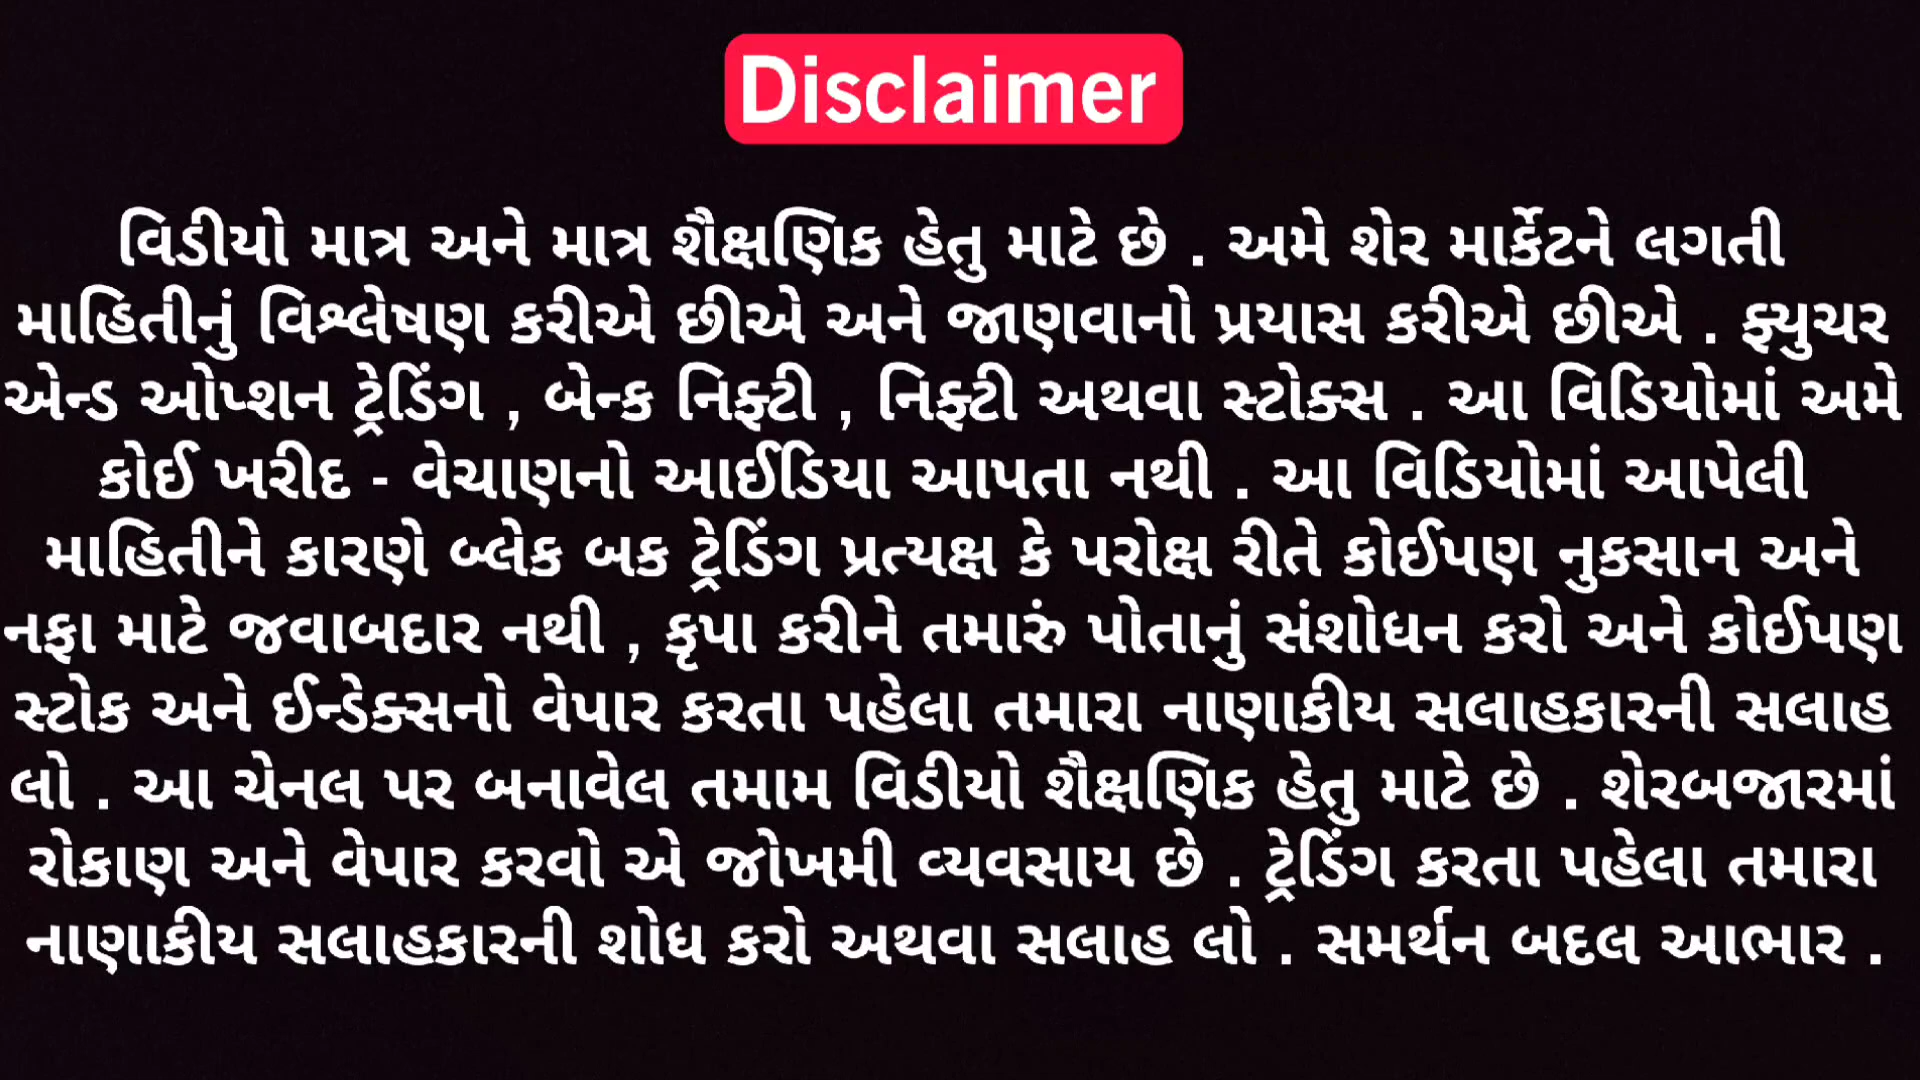 Disclaimer
વિડીયો માત્ર અને માત્ર શૈક્ષણિક હેતુ માટે છે . અમે શેર માર્કેટને લગતી
માહિતીનું વિશ્લેષણ કરીએ છીએ અને જાણવાનો પ્રયાસ કરીએ છીએ . ફ્યુચર
એન્ડ ઓપ્શન ટ્રેડિંગ , બેન્ક નિફ્ટી , નિફ્ટી અથવા સ્ટોક્સ . આ વિડિયોમાં અમે
કોઈ ખરીદ - વેચાણનો આઈડિયા આપતા નથી . આ વિડિયોમાં આપેલી
માહિતીને કારણે બ્લેક બક ટ્રેડિંગ પ્રત્યક્ષ કે પરોક્ષ રીતે કોઈપણ નુકસાન અને
નફા માટે જવાબદાર નથી , કૃપા કરીને તમારું પોતાનું સંશોધન કરો અને કોઈપણ
સ્ટોક અને ઈન્ડેક્સનો વેપાર કરતા પહેલા તમારા નાણાકીય સલાહકારની સલાહ
લો . આ ચેનલ પર બનાવેલ તમામ વિડીયો શૈક્ષણિક હેતુ માટે છે . શેરબજારમાં
રોકાણ અને વેપાર કરવો એ જોખમી વ્યવસાય છે . ટ્રેડિંગ કરતા પહેલા તમારા
નાણાકીય સલાહકારની શોધ કરો અથવા સલાહ લો . સમર્થન બદલ આભાર .